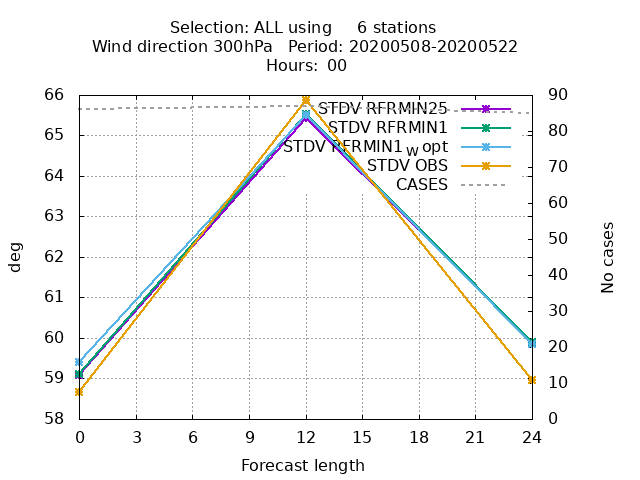 Selection: ALL using     6 stations
Wind direction 300hPa   Period: 20200508-20200522
Hours: 00
66
65
64
63
62
61
60
59
58
90
80
70
60
50
40
30
20
10
0
deg
No cases
STDV RFRMIN25
STDV RFRMIN1
STDV RFRMIN1 w opt
STDV OBS
CASES
0 3 6 9 12 15 18 21 24
Forecast length